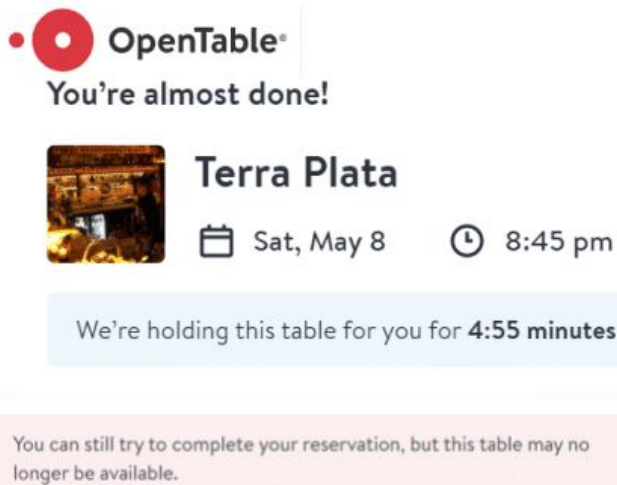 OpenTable®
You're almost done!
Terra Plata
Sat, May 8 8:45 pm
We're holding this table for you for 4:55 minutes
You can still try to complete your reservation, but this table may no
longer be available.